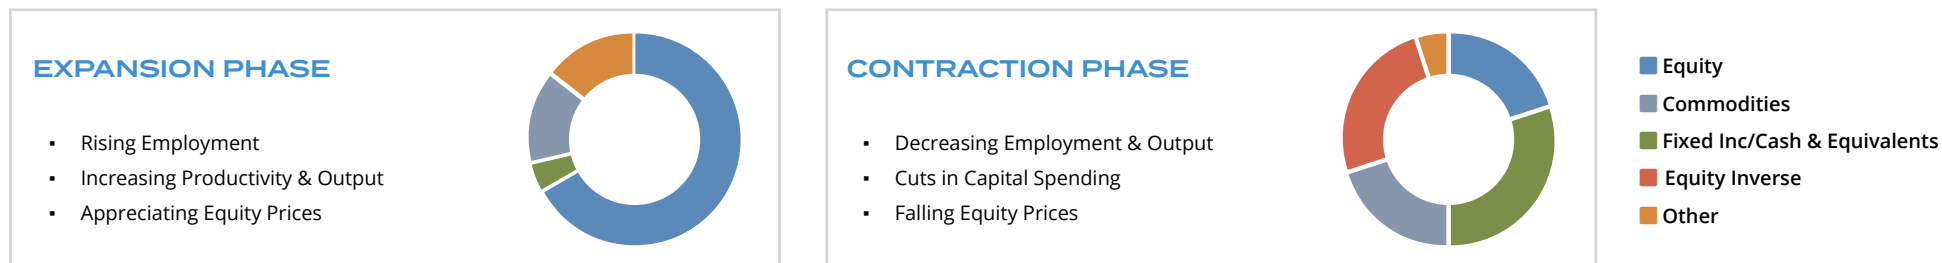 EXPANSION PHASE
▪ Rising Employment
▪ Increasing Productivity & Output
▪ Appreciating Equity Prices
CONTRACTION PHASE
▪ Decreasing Employment & Output
▪ Cuts in Capital Spending
▪ Falling Equity Prices
Equity
Commodities
Fixed Inc/Cash & Equivalents
Equity Inverse
Other